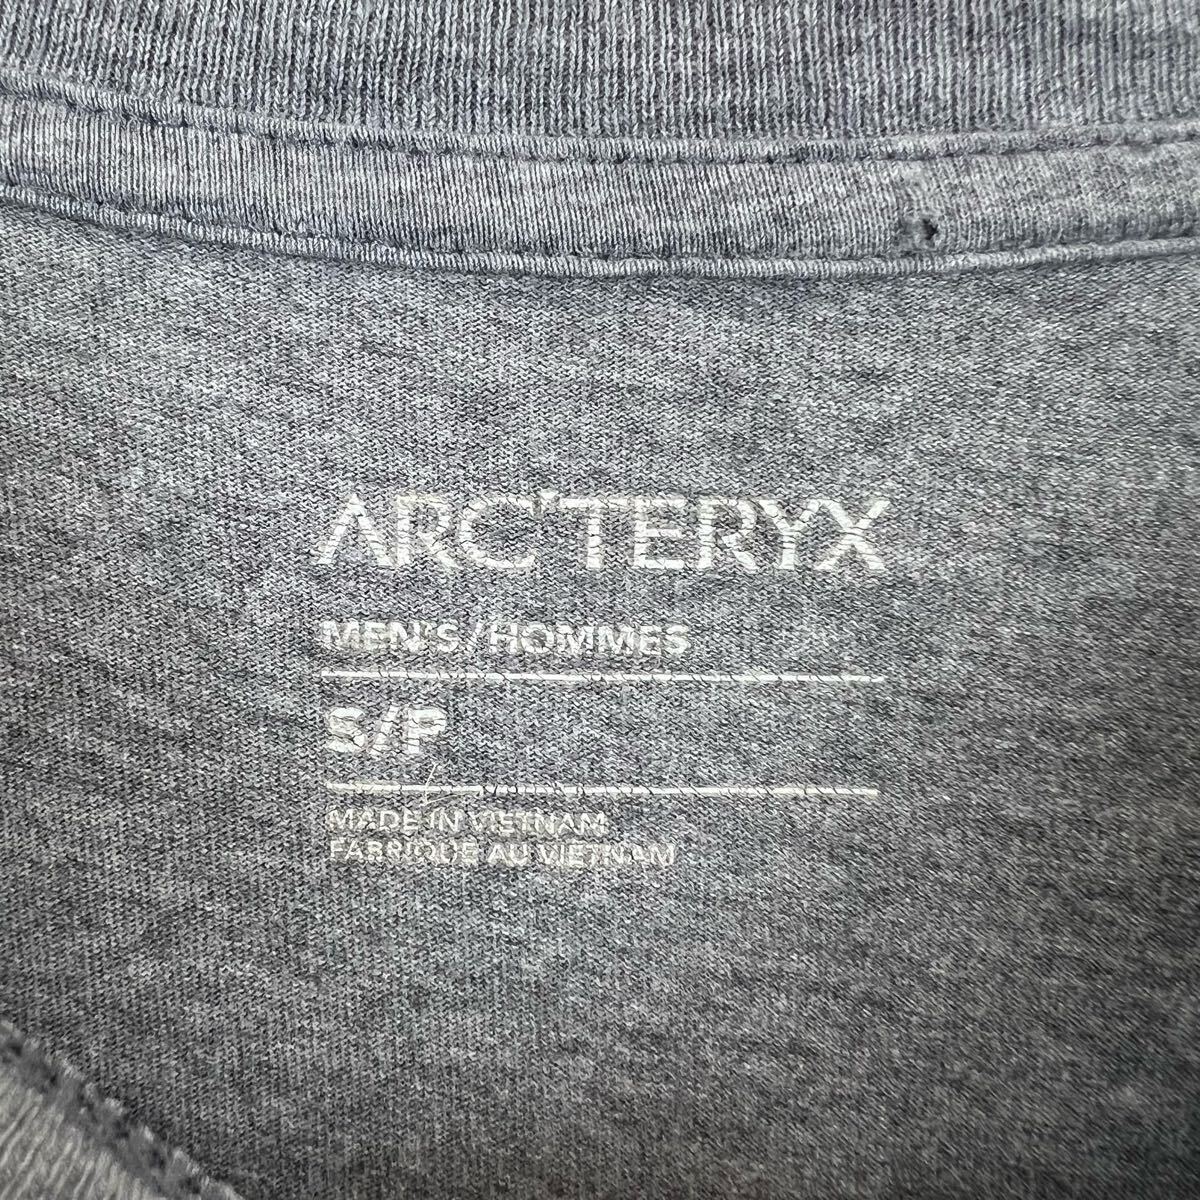 ARC'TERYX
MEN'S/HOMMES
S/P
MADE IN VIETNAM
FABRIQUE AU VIETNAM